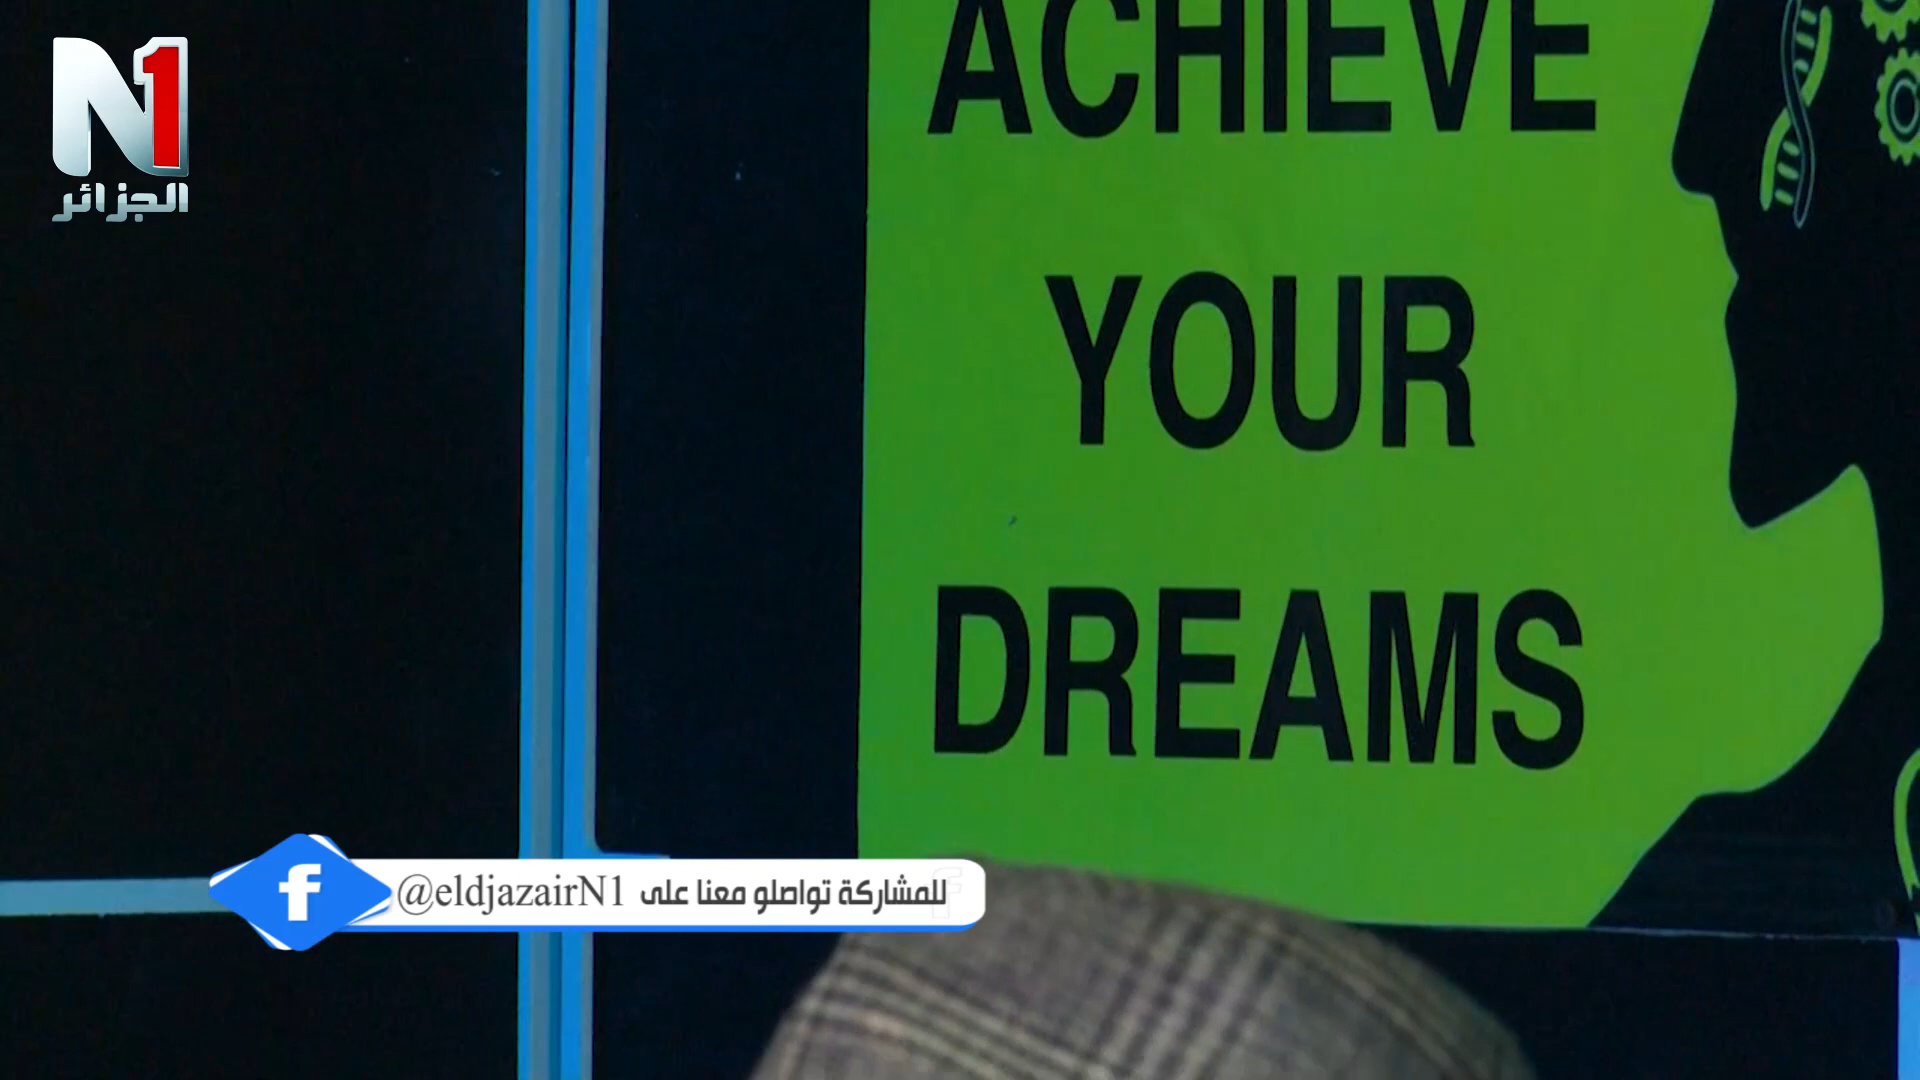 N1
الجزائر
ACHIEVE
YOUR
DREAMS
للمشاركة تواصلو معنا على @eldjazairN1